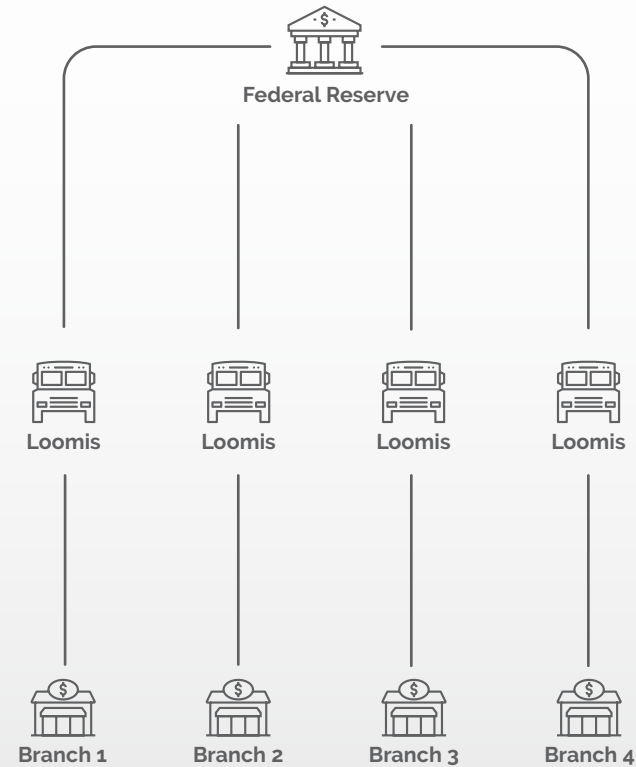 $
Federal Reserve
Loomis
Loomis
Loomis
Loomis
$
$
$
$
Branch 1
Branch 2
Branch 3
Branch 4